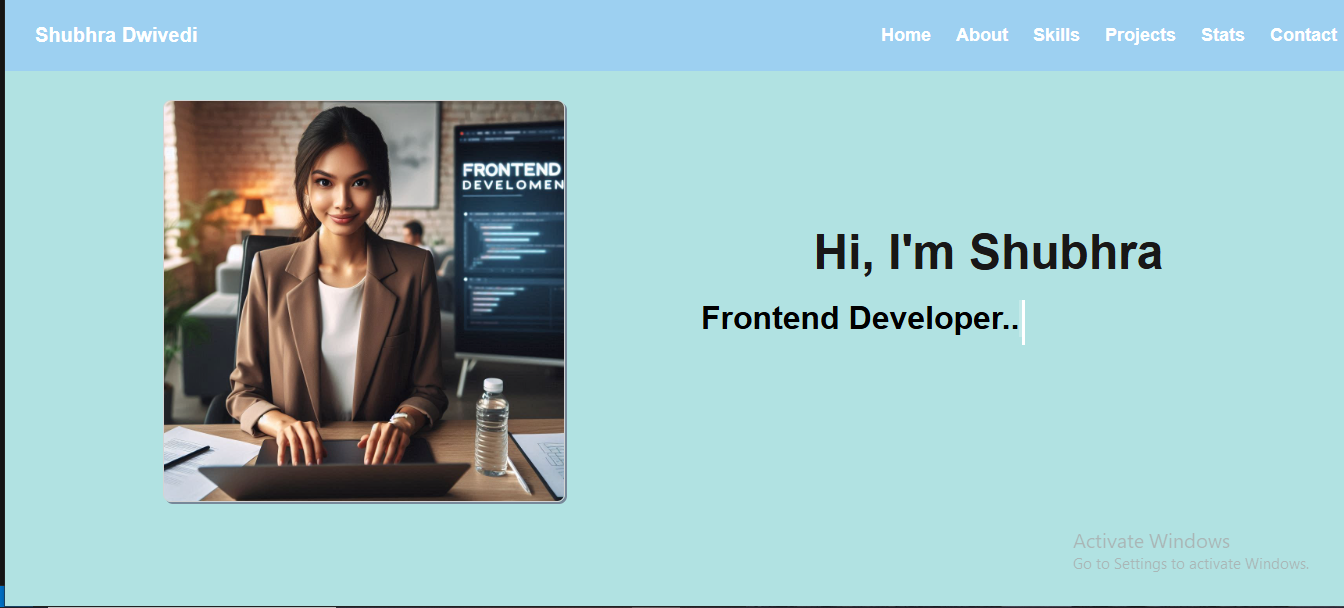 Shubhra Dwivedi
Home About Skills Projects Stats Contact
FRONTEND
DEVELOMEN
Hi, I'm Shubhra
Frontend Developer..
Activate Windows
Go to Settings to activate Windows.